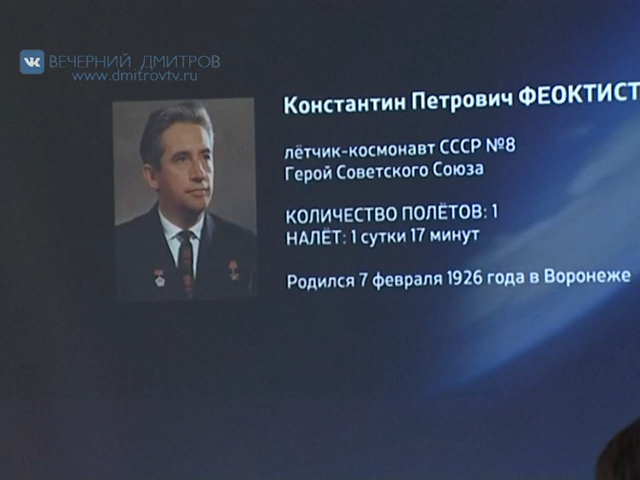 ВЕЧЕРНИЙ ДМИТРОВ
www.dmitrovtv.ru
Константин Петрович ФЕОКТИСТ
лётчик-космонавт СССР №8
Герой Советского Союза
КОЛИЧЕСТВО ПОЛЁТОВ: 1
НАЛЁТ: 1 сутки 17 минут
Родился 7 февраля 1926 года в Воронеже